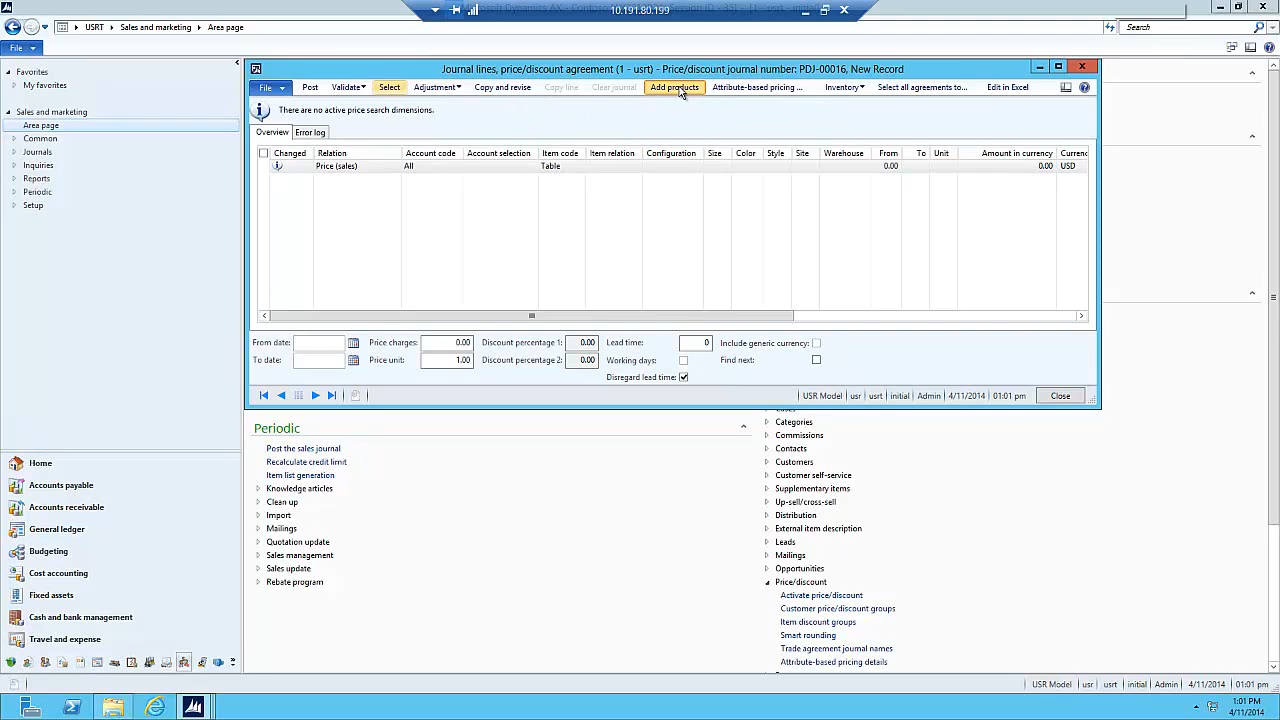 10.191.80.199
USRT
Sales and marketing
Area page
Search
File
Favorites
My favorites
Sales and marketing
Area page
Common
Journals
Inquiries
Reports
Periodic
Setup
Journal lines, price/discount agreement (1 - usrt) - Price/discount journal number: PDJ-00016, New Record
File Post Validate Select Adjustment Copy and revise Copy line Clear journal Add products Attribute-based pricing ... Inventory Select all agreements to... Edit in Excel
There are no active price search dimensions.
Overview Error log
Changed Relation Account code Account selection Item code Item relation Configuration Size Color Style Site Warehouse From To Unit Amount in currency Currenc
Price (sales) All Table 0.00 0.00 USD
From date: Price charges: 0.00 Discount percentage 1: 0.00 Lead time: 0 Include generic currency:
To date: Price unit: 1.00 Discount percentage 2: 0.00 Working days: Find next:
Disregard lead time:
USR Model usr usrt initial Admin 4/11/2014 01:01 pm Close
Periodic
Post the sales journal
Recalculate credit limit
Item list generation
Knowledge articles
Clean up
Import
Mailings
Quotation update
Sales management
Sales update
Rebate program
Categories
Commissions
Contacts
Customers
Customer self-service
Supplementary items
Up-sell/cross-sell
Distribution
External item description
Leads
Mailings
Opportunities
Price/discount
Activate price/discount
Customer price/discount groups
Item discount groups
Smart rounding
Trade agreement journal names
Attribute-based pricing details
Home
Accounts payable
Accounts receivable
General ledger
Budgeting
Cost accounting
Fixed assets
Cash and bank management
Travel and expense
USR Model usr usrt initial Admin 4/11/2014 01:01 pm
1:01 PM
4/11/2014